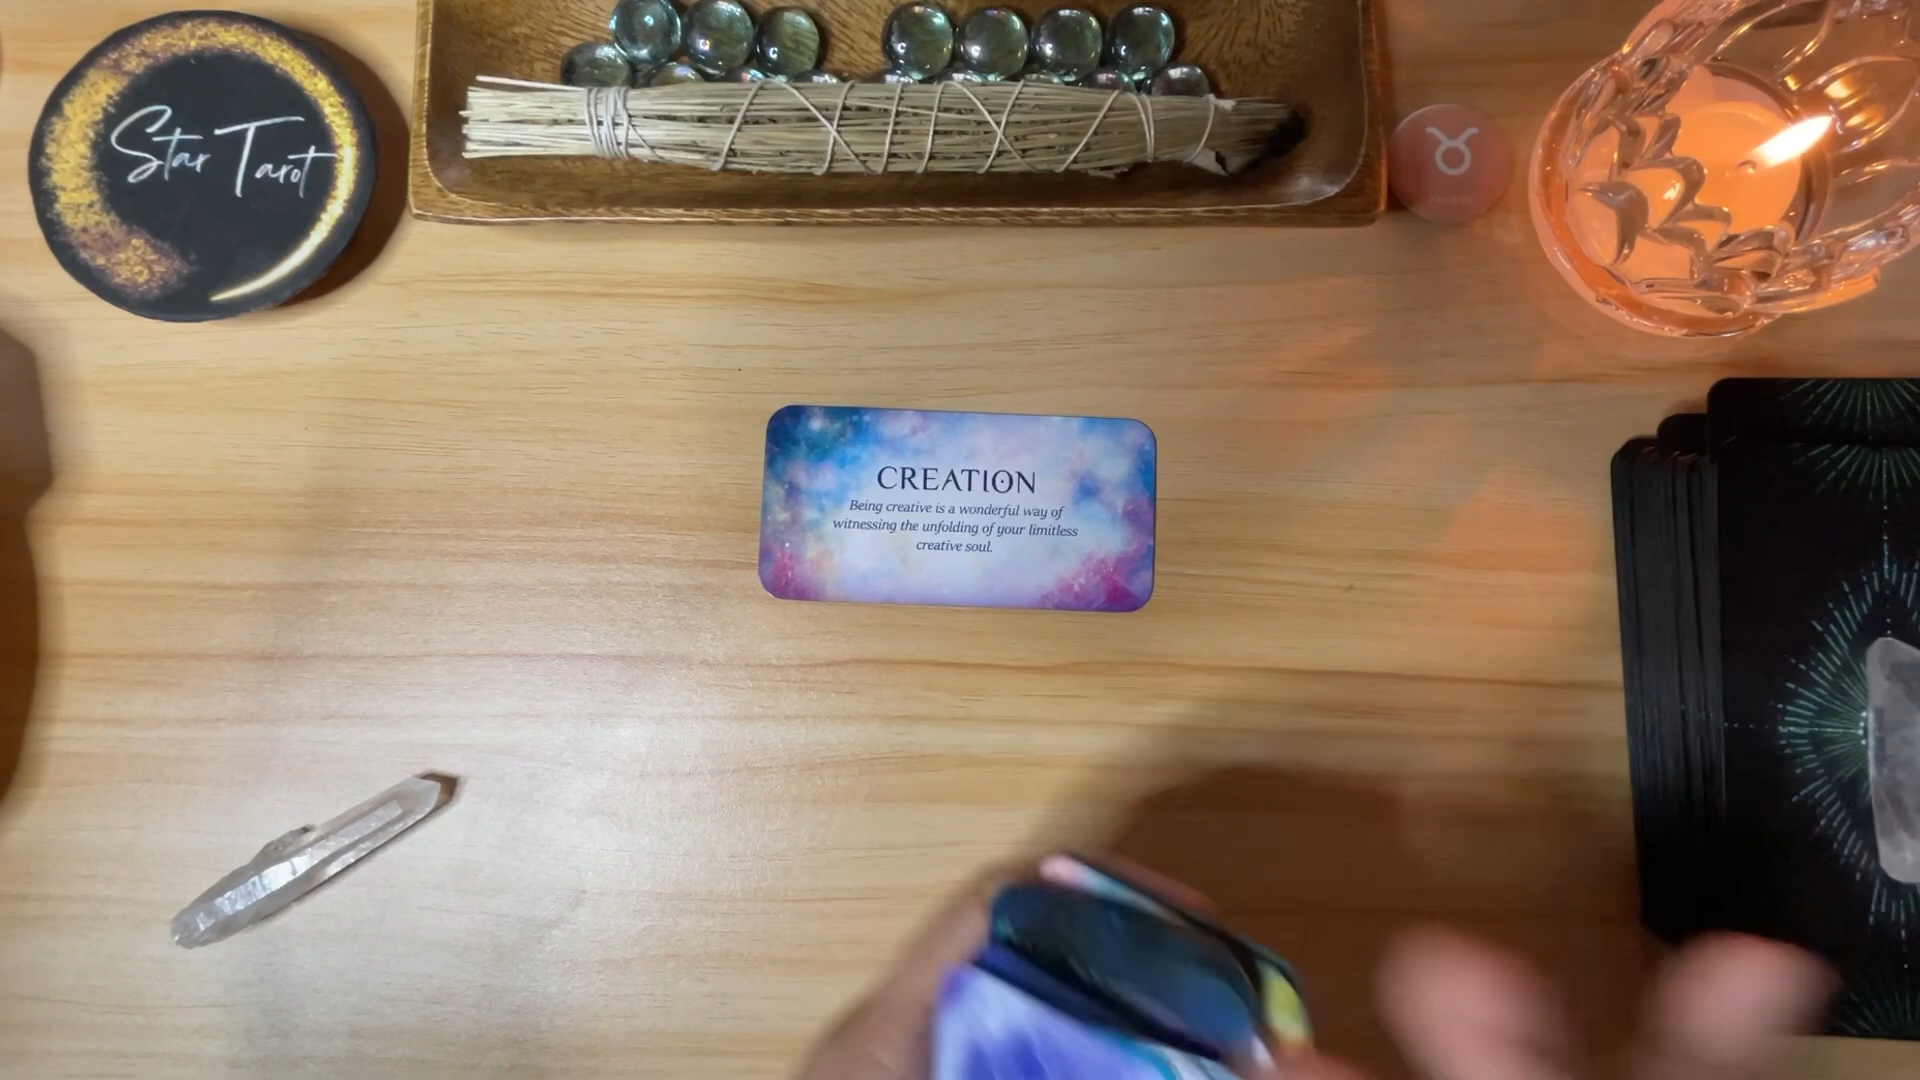 Star Tarot
CREATION
Being creative is a wonderful way of
witnessing the unfolding of your limitless
creative soul.